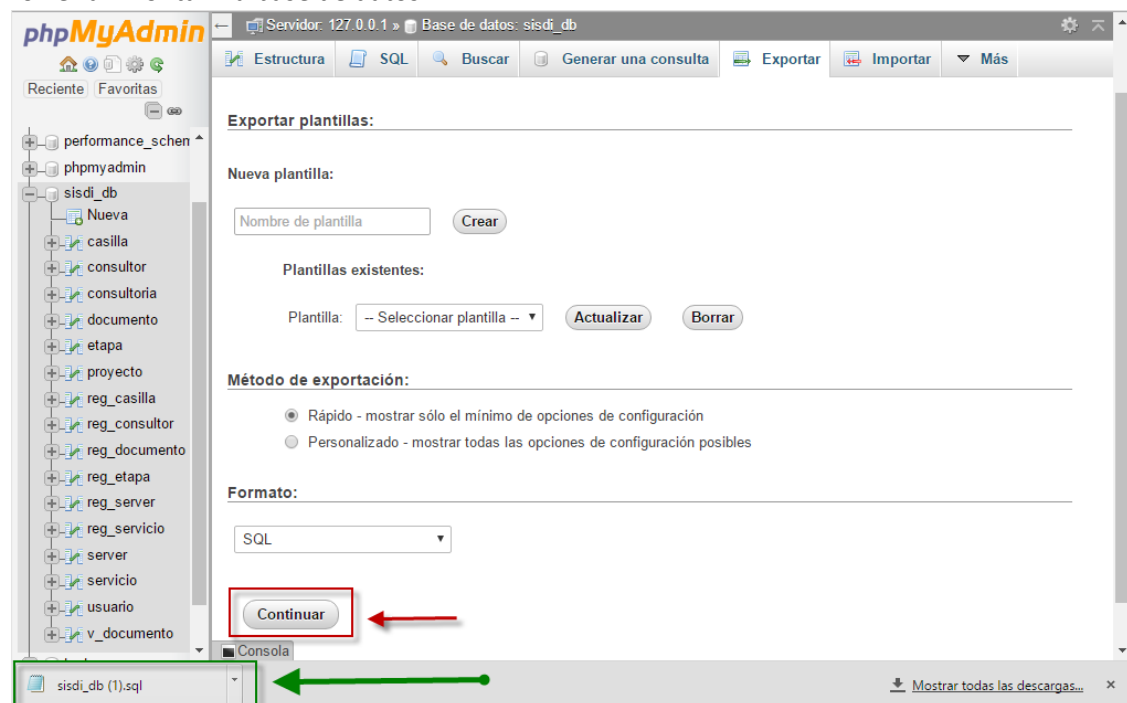 phpMyAdmin
Servidor: 127.0.0.1 » Base de datos: sisdi_db
Reciente Favoritas
Estructura SQL Buscar Generar una consulta Exportar Importar Más
performance_schem
phpmyadmin
sisdi_db
Nueva
casilla
consultor
consultoria
documento
etapa
proyecto
reg_casilla
reg_consultor
reg_documento
reg_etapa
reg_server
reg_servicio
server
servicio
usuario
v_documento
Exportar plantillas:
Nueva plantilla:
Nombre de plantilla Crear
Plantillas existentes:
Plantilla: -- Seleccionar plantilla -- Actualizar Borrar
Método de exportación:
Rápido - mostrar sólo el mínimo de opciones de configuración
Personalizado - mostrar todas las opciones de configuración posibles
Formato:
SQL
Continuar
Consola
sisdi_db (1).sql
Mostrar todas las descargas...